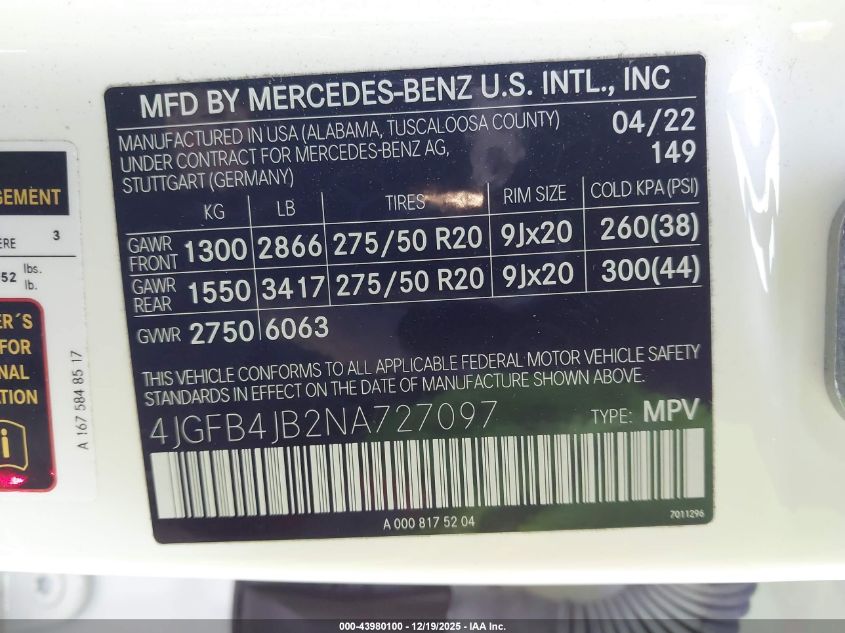 MFD BY MERCEDES-BENZ U.S. INTL., INC
MANUFACTURED IN USA (ALABAMA, TUSCALOOSA COUNTY) 04/22
UNDER CONTRACT FOR MERCEDES-BENZ AG, 149
STUTTGART (GERMANY)
KG LB TIRES RIM SIZE COLD KPA (PSI)
GAWR FRONT 1300 2866 275/50 R20 9Jx20 260(38)
GAWR REAR 1550 3417 275/50 R20 9Jx20 300(44)
GVWR 2750 6063
THIS VEHICLE CONFORMS TO ALL APPLICABLE FEDERAL MOTOR VEHICLE SAFETY
STANDARDS IN EFFECT ON THE DATE OF MANUFACTURE SHOWN ABOVE.
4JGFB4JB2NA727097 TYPE: MPV
A 000 817 52 04
7011296
3
52 lbs.
lb.
FOR
A 167 584 85 17
000-43980100 - 12/19/2025 - IAA Inc.